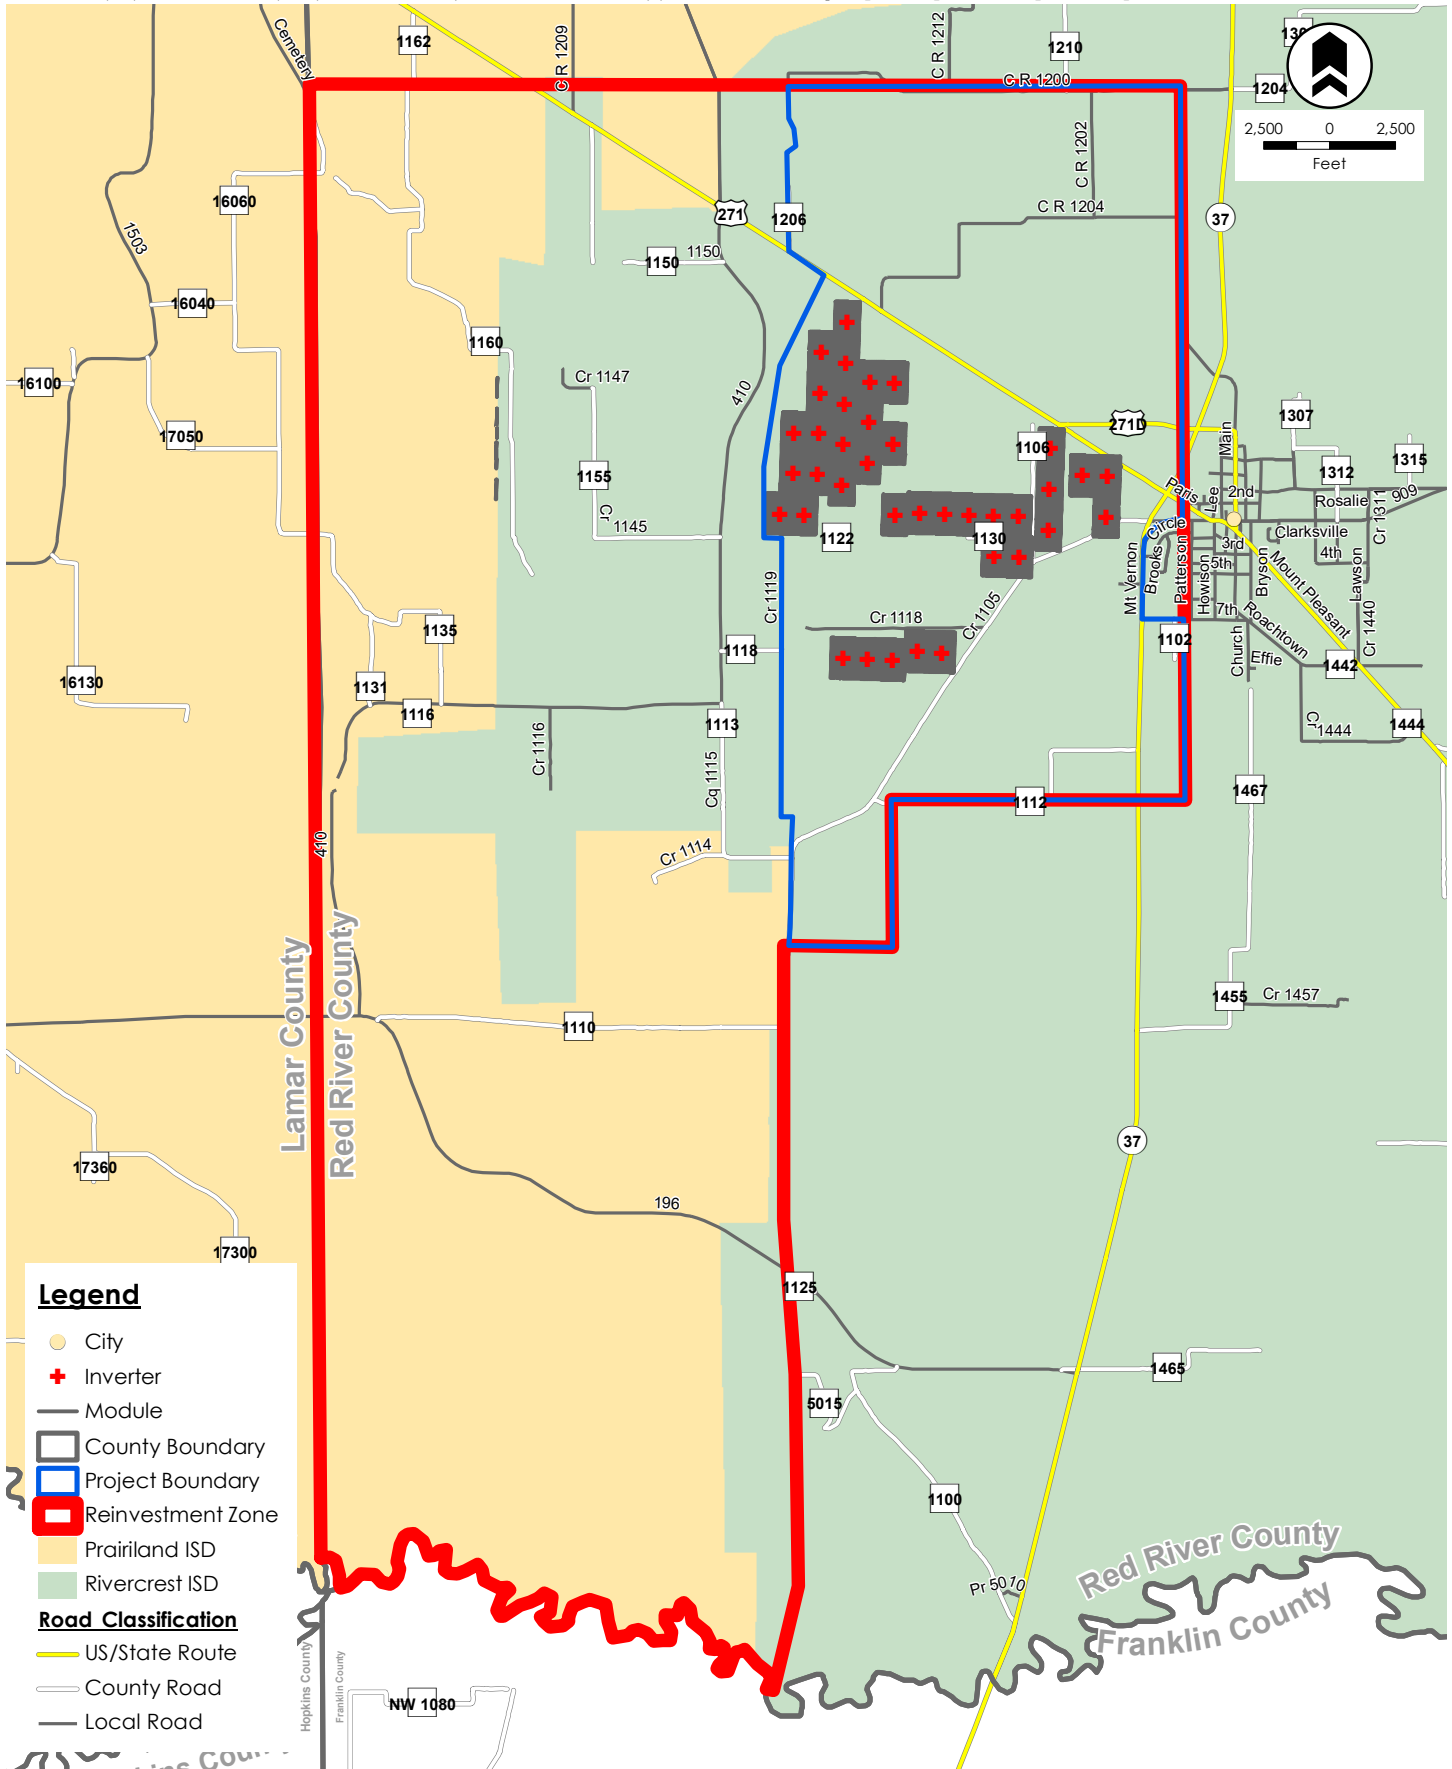 Cemetery
1162
C R 1209
C R 1212
1210
130
C R 1200
1204
2,500 0 2,500
Feet
C R 1202
16060
1503
271
1206
C R 1204
37
1150
1150
16040
1160
16100
Cr 1147
410
17050
1155
Cr
1145
1106
271D
Main
1307
1312
1315
Paris
Lee
2nd
Rosalie
Cr 1311
909
1122
1130
Circle
Clarksville
3rd
4th
5th
Mt Vernon
Brooks
Patterson
Howison
Bryson
Mount Pleasant
Lawson
Cr 1119
Cr 1118
Cr 1105
7th
Roachtown
Cr 1440
1135
1118
1102
Church
Effie
1442
16130
1131
1116
1113
Cr
1444
1444
Cr 1116
Cq 1115
1112
1467
410
Cr 1114
Lamar County
Red River County
1455
Cr 1457
1110
37
17360
196
17300
1125
1465
5015
1100
Pr 5010
Red River County
Franklin County
Legend
City
Inverter
Module
County Boundary
Project Boundary
Reinvestment Zone
Prairiland ISD
Rivercrest ISD
Road Classification
US/State Route
County Road
Local Road
Hopkins County
Franklin County
NW 1080